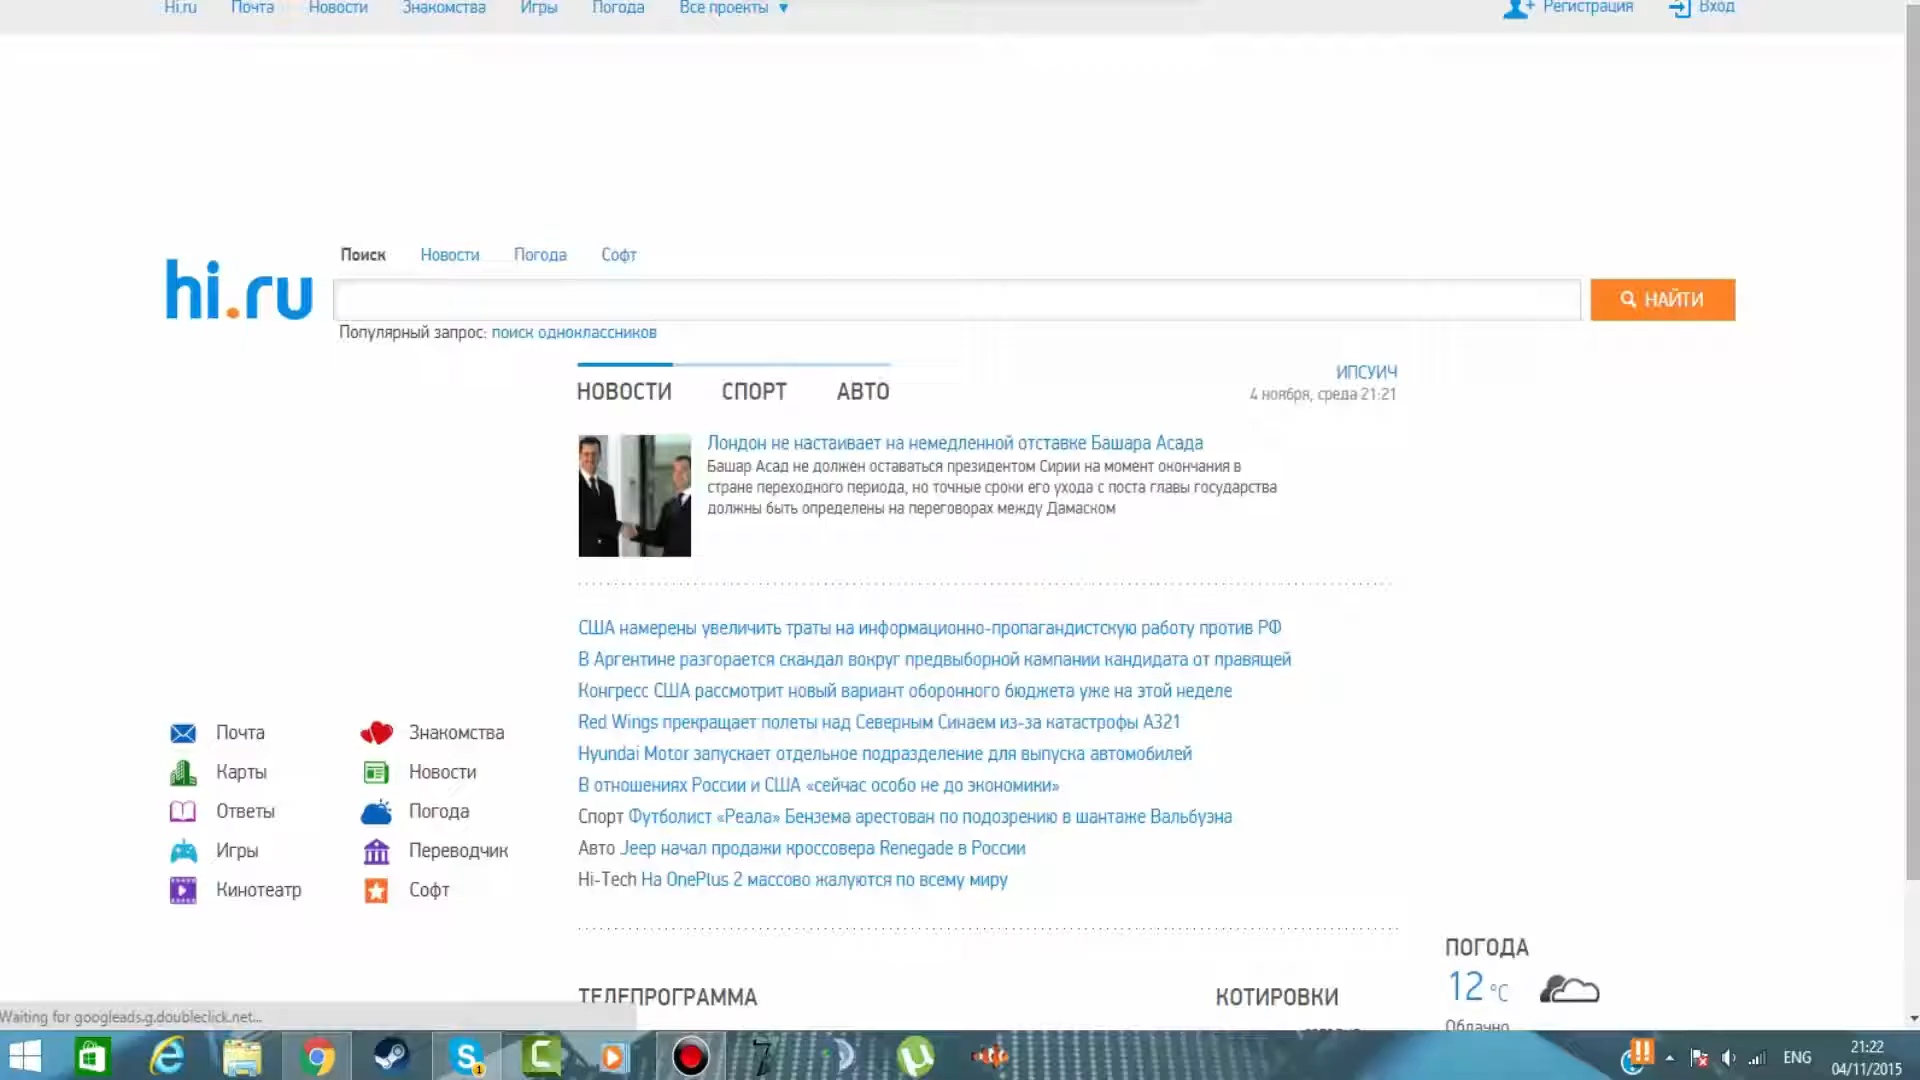 Hi.ru Почта Новости Знакомства Игры Погода Все проекты Регистрация Вход
Поиск Новости Погода Софт
hi.ru
НАЙТИ
Популярный запрос: поиск одноклассников
НОВОСТИ СПОРТ АВТО
ИПСУИЧ
4 ноября, среда 21:21
Лондон не настаивает на немедленной отставке Башара Асада
Башар Асад не должен оставаться президентом Сирии на момент окончания в
стране переходного периода, но точные сроки его ухода с поста главы государства
должны быть определены на переговорах между Дамаском
США намерены увеличить траты на информационно-пропагандистскую работу против РФ
В Аргентине разгорается скандал вокруг предвыборной кампании кандидата от правящей
Конгресс США рассмотрит новый вариант оборонного бюджета уже на этой неделе
Red Wings прекращает полеты над Северным Синаем из-за катастрофы А321
Hyundai Motor запускает отдельное подразделение для выпуска автомобилей
В отношениях России и США «сейчас особо не до экономики»
Спорт Футболист «Реала» Бензема арестован по подозрению в шантаже Вальбуэна
Авто Jeep начал продажи кроссовера Renegade в России
Hi-Tech На OnePlus 2 массово жалуются по всему миру
Почта Знакомства
Карты Новости
Ответы Погода
Игры Переводчик
Кинотеатр Софт
ПОГОДА
12 °C
Облачно
ТЕЛЕПРОГРАММА
КОТИРОВКИ
Waiting for googleads.g.doubleclick.net...
ENG
21:22
04/11/2015